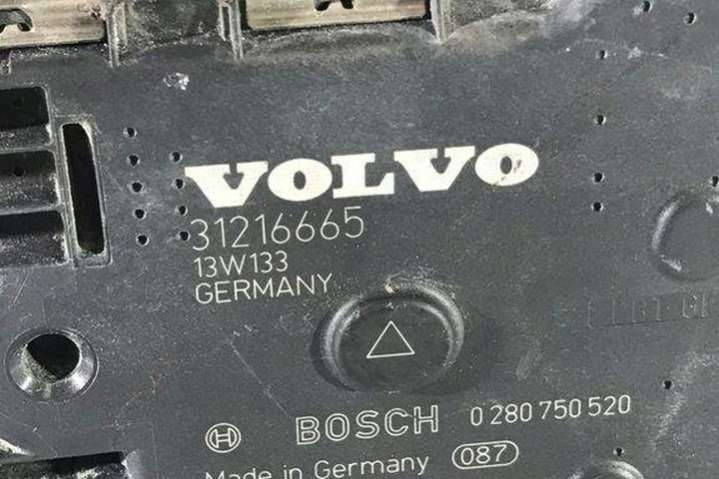 VOLVO
31216665
13W133
GERMANY
BOSCH 0 280 750 520
Made in Germany 087